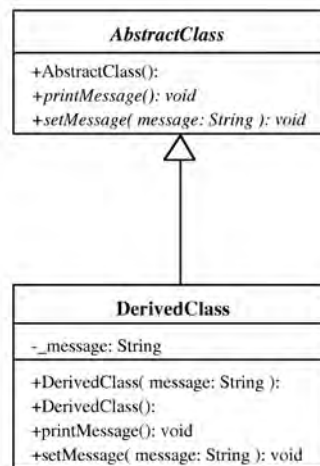 AbstractClass
+AbstractClass():
+printMessage(): void
+setMessage( message: String ): void
DerivedClass
-_message: String
+DerivedClass( message: String ):
+DerivedClass():
+printMessage(): void
+setMessage( message: String ): void